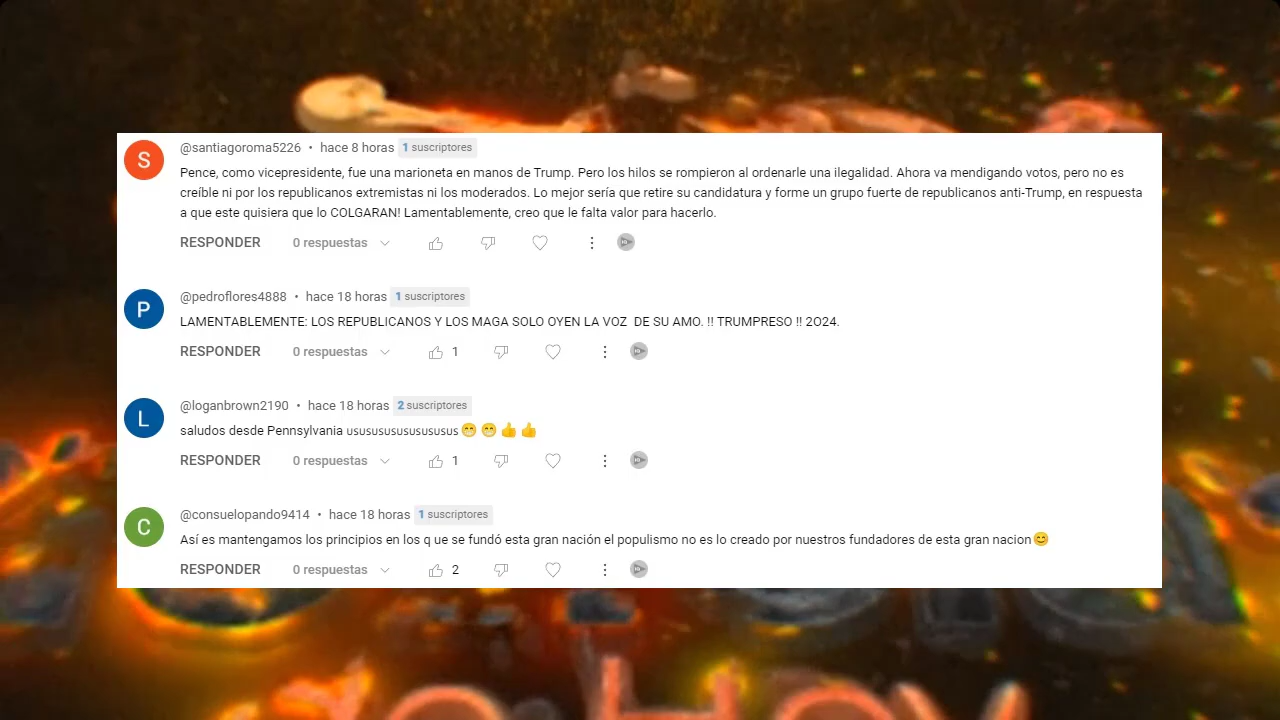 S
@santiagoroma5226 • hace 8 horas 1 suscriptores
Pence, como vicepresidente, fue una marioneta en manos de Trump. Pero los hilos se rompieron al ordenarle una ilegalidad. Ahora va mendigando votos, pero no es
creíble ni por los republicanos extremistas ni los moderados. Lo mejor sería que retire su candidatura y forme un grupo fuerte de republicanos anti-Trump, en respuesta
a que este quisiera que lo COLGARAN! Lamentablemente, creo que le falta valor para hacerlo.
RESPONDER 0 respuestas
P
@pedroflores4888 • hace 18 horas 1 suscriptores
LAMENTABLEMENTE: LOS REPUBLICANOS Y LOS MAGA SOLO OYEN LA VOZ DE SU AMO. !! TRUMPRESO !! 2O24.
RESPONDER 0 respuestas 1
L
@loganbrown2190 • hace 18 horas 2 suscriptores
saludos desde Pennsylvania ususususususususus😁😁👍👍
RESPONDER 0 respuestas 1
C
@consuelopando9414 • hace 18 horas 1 suscriptores
Así es mantengamos los principios en los q ue se fundó esta gran nación el populismo no es lo creado por nuestros fundadores de esta gran nacion😊
RESPONDER 0 respuestas 2